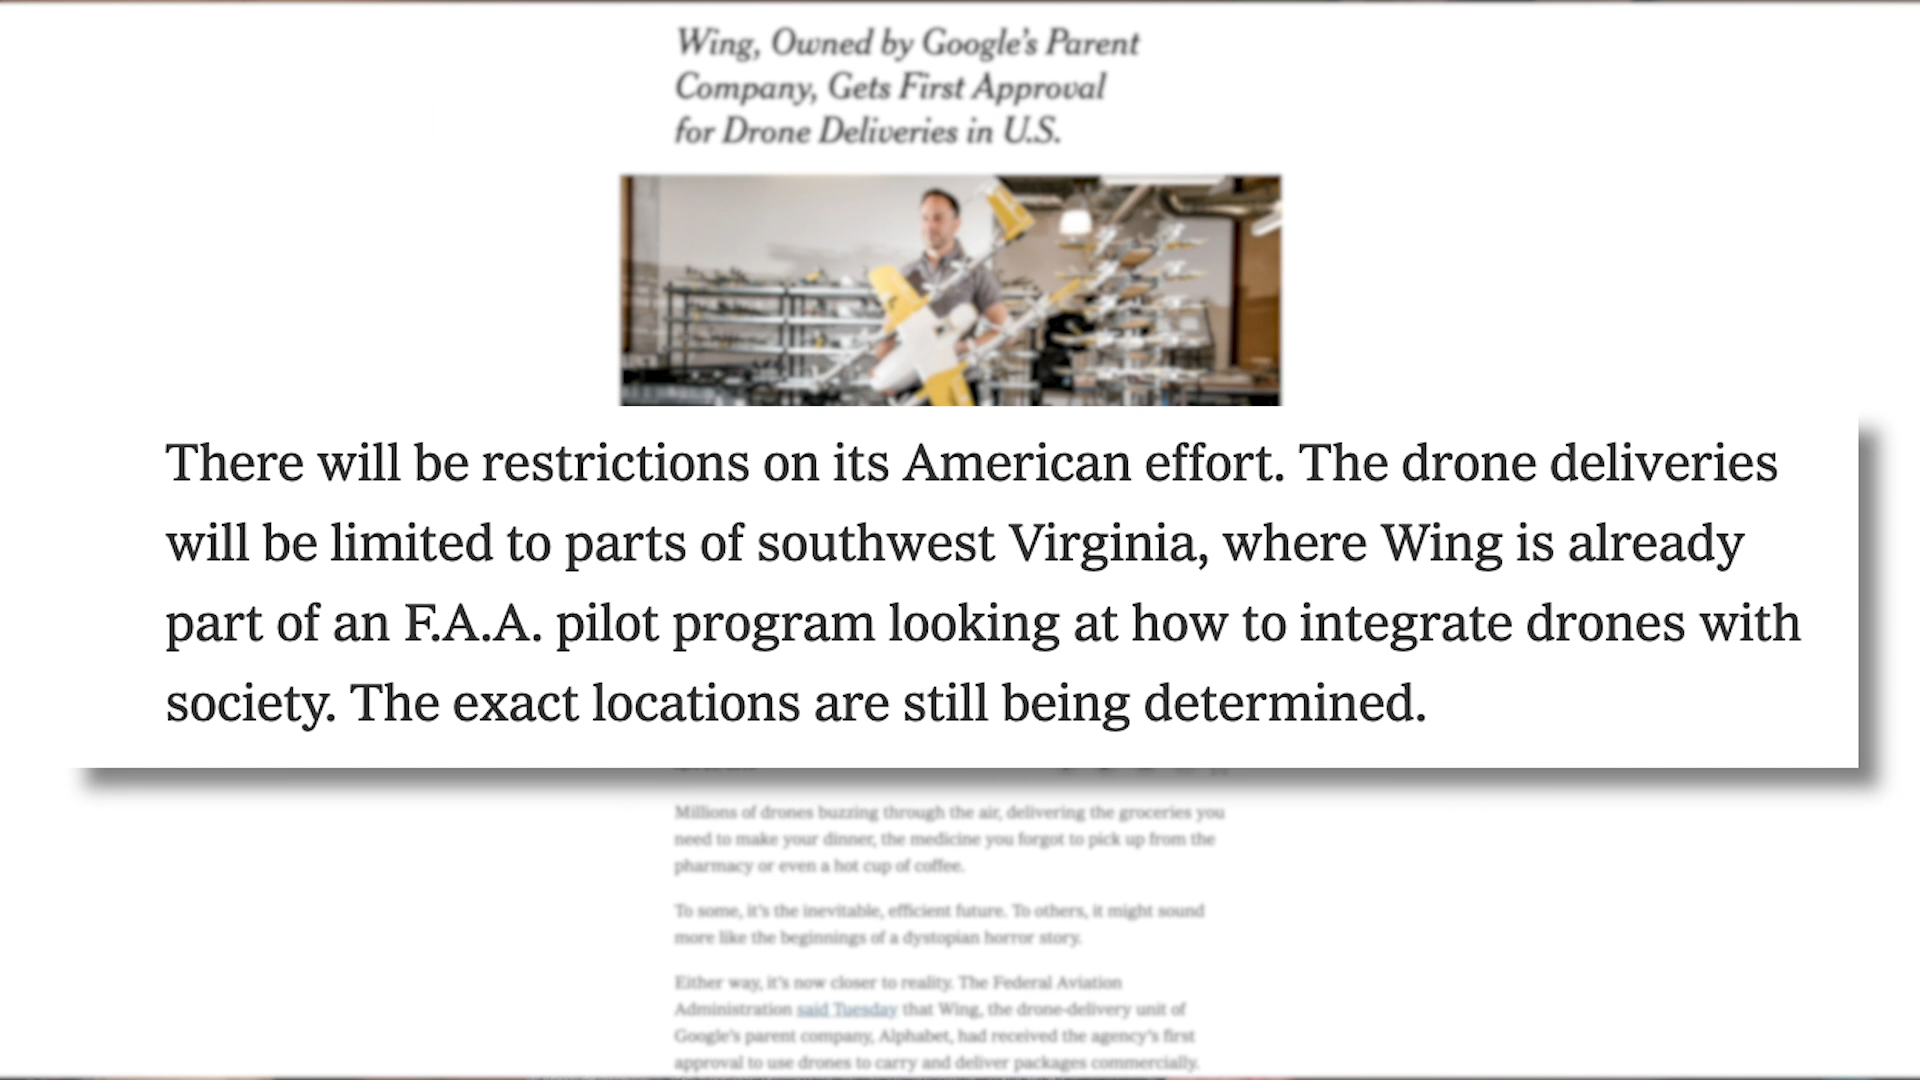 Wing, Owned by Google's Parent
Company, Gets First Approval
for Drone Deliveries in U.S.
There will be restrictions on its American effort. The drone deliveries
will be limited to parts of southwest Virginia, where Wing is already
part of an F.A.A. pilot program looking at how to integrate drones with
society. The exact locations are still being determined.
Millions of drones buzzing through the air, delivering the groceries you
need to make your dinner, the medicine you forgot to pick up from the
pharmacy or even a hot cup of coffee.
To some, it's the inevitable, efficient future. To others, it might sound
more like the beginnings of a dystopian horror story.
Either way, it's now closer to reality. The Federal Aviation
Administration said Tuesday that Wing, the drone-delivery unit of
Google's parent company, Alphabet, had received the agency's first
approval to use drones to carry and deliver packages commercially.